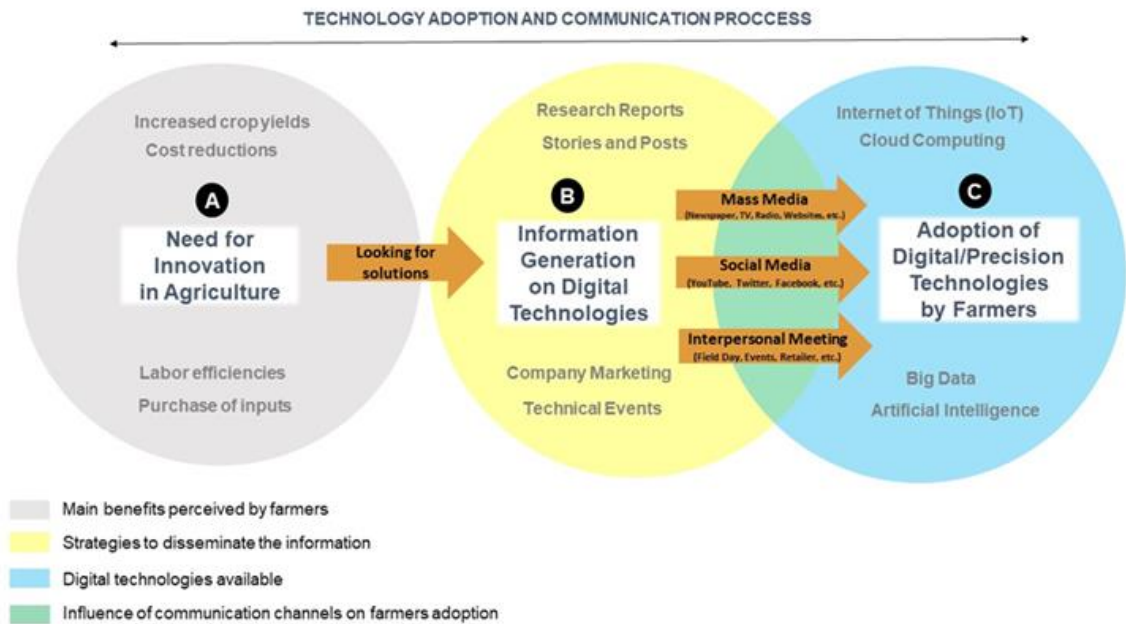 TECHNOLOGY ADOPTION AND COMMUNICATION PROCCESS
Increased crop yields
Cost reductions
A
Need for
Innovation
in Agriculture
Labor efficiencies
Purchase of inputs
Looking for
solutions
Research Reports
Stories and Posts
B
Information
Generation
on Digital
Technologies
Company Marketing
Technical Events
Mass Media
(Newspaper, TV, Radio, Websites, etc.)
Social Media
(YouTube, Twitter, Facebook, etc.)
Interpersonal Meeting
(Field Day, Events, Retailer, etc.)
Internet of Things (IoT)
Cloud Computing
C
Adoption of
Digital/Precision
Technologies
by Farmers
Big Data
Artificial Intelligence
Main benefits perceived by farmers
Strategies to disseminate the information
Digital technologies available
Influence of communication channels on farmers adoption